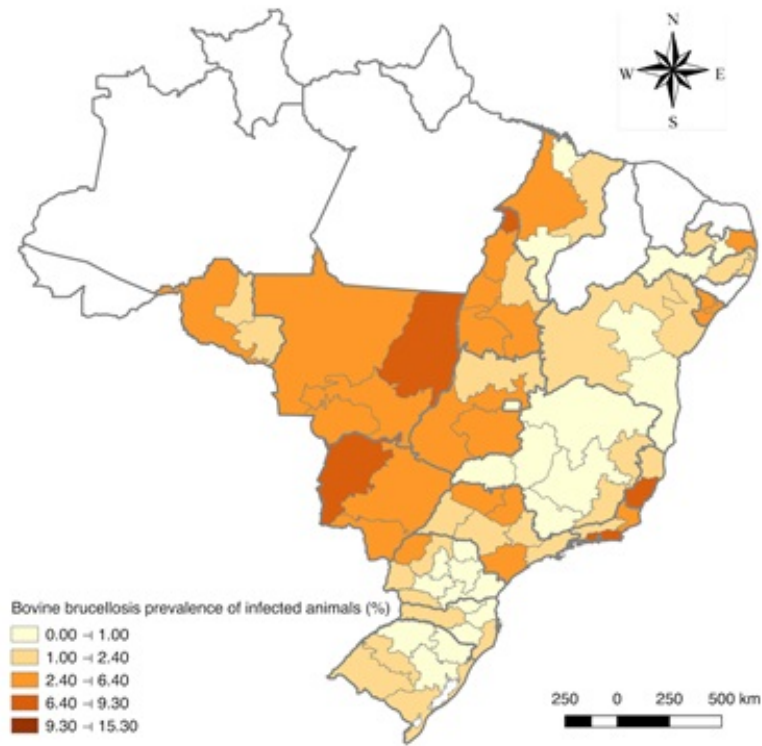 N
W E
S
Bovine brucellosis prevalence of infected animals (%)
0.00 ⊣ 1.00
1.00 ⊣ 2.40
2.40 ⊣ 6.40
6.40 ⊣ 9.30
9.30 ⊣ 15.30
250 0 250 500 km